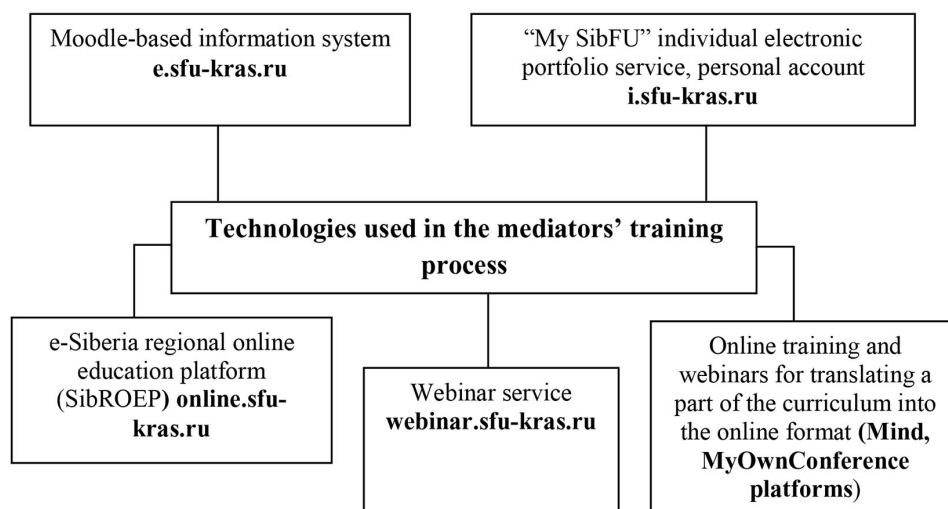 Moodle-based information system
e.sfu-kras.ru
“My SibFU” individual electronic
portfolio service, personal account
i.sfu-kras.ru
Technologies used in the mediators’ training
process
e-Siberia regional online
education platform
(SibROEP) online.sfu-
kras.ru
Webinar service
webinar.sfu-kras.ru
Online training and
webinars for translating a
part of the curriculum into
the online format (Mind,
MyOwnConference
platforms)